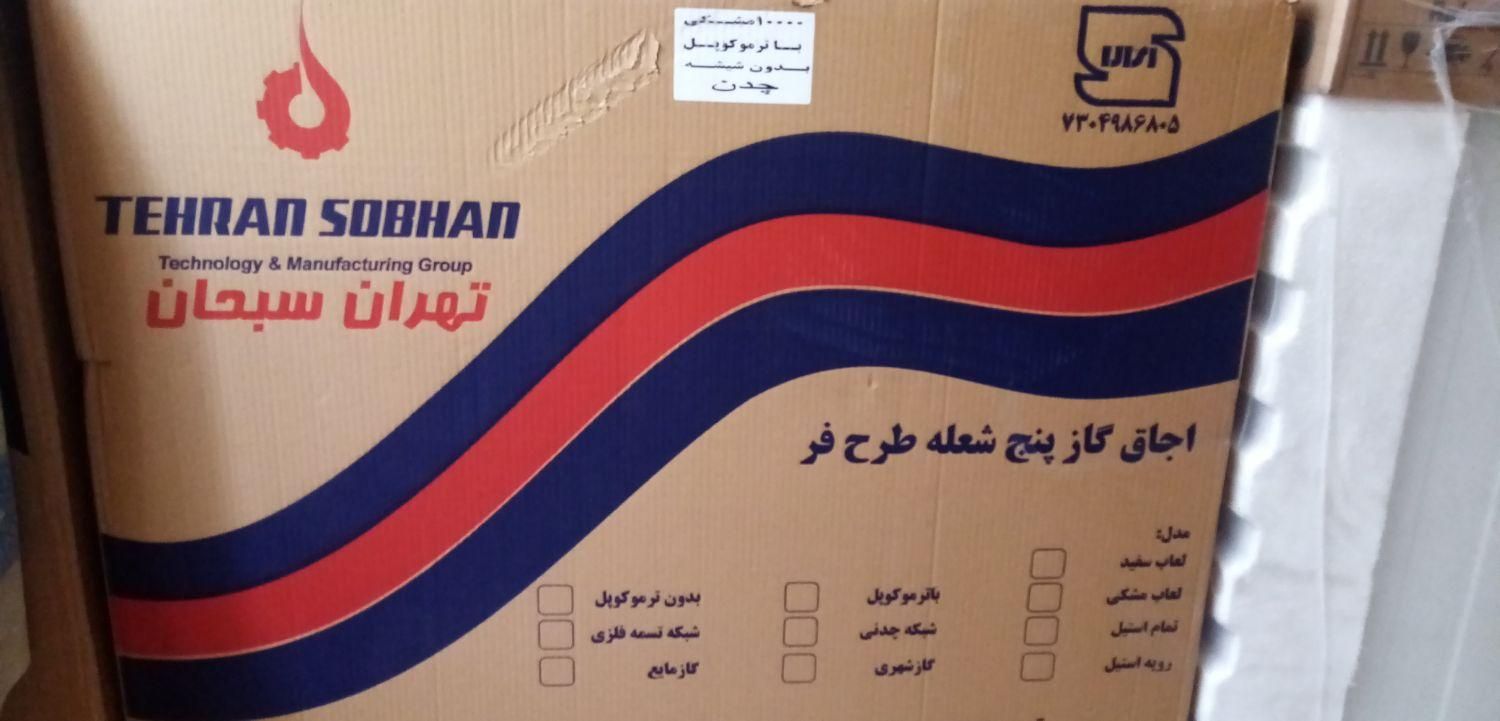 ۱۰۰۰۰مشکی
با ترموکوپل
بدون شیشه
چدن
۷۳۰۴۹۸۶۸۰۵
TEHRAN SOBHAN
Technology & Manufacturing Group
تهران سبحان
اجاق گاز پنج شعله طرح فر
مدل:
لعاب سفید
لعاب مشکی باترموکوپل بدون ترموکوپل
تمام استیل شبکه چدنی شبکه تسمه فلزی
رویه استیل گازشهری گازمایع